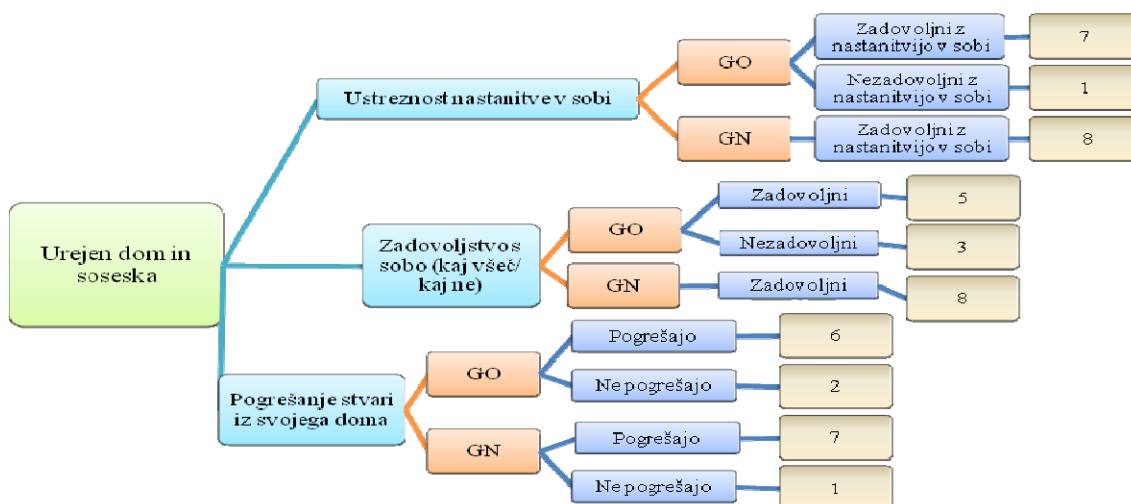 Urejen dom in
soseska
Ustreznost nastanitve v sobi
GO
Zadovoljni z
nastanitvijo v sobi
7
Nezadovoljni z
nastanitvijo v sobi
1
GN
Zadovoljni z
nastanitvijo v sobi
8
Zadovoljstvo s
sobo (kaj všeč/
kaj ne)
GO
Zadovoljni
5
Nezadovoljni
3
GN
Zadovoljni
8
Pogrešanje stvari
iz svojega doma
GO
Pogrešajo
6
Ne pogrešajo
2
GN
Pogrešajo
7
Ne pogrešajo
1